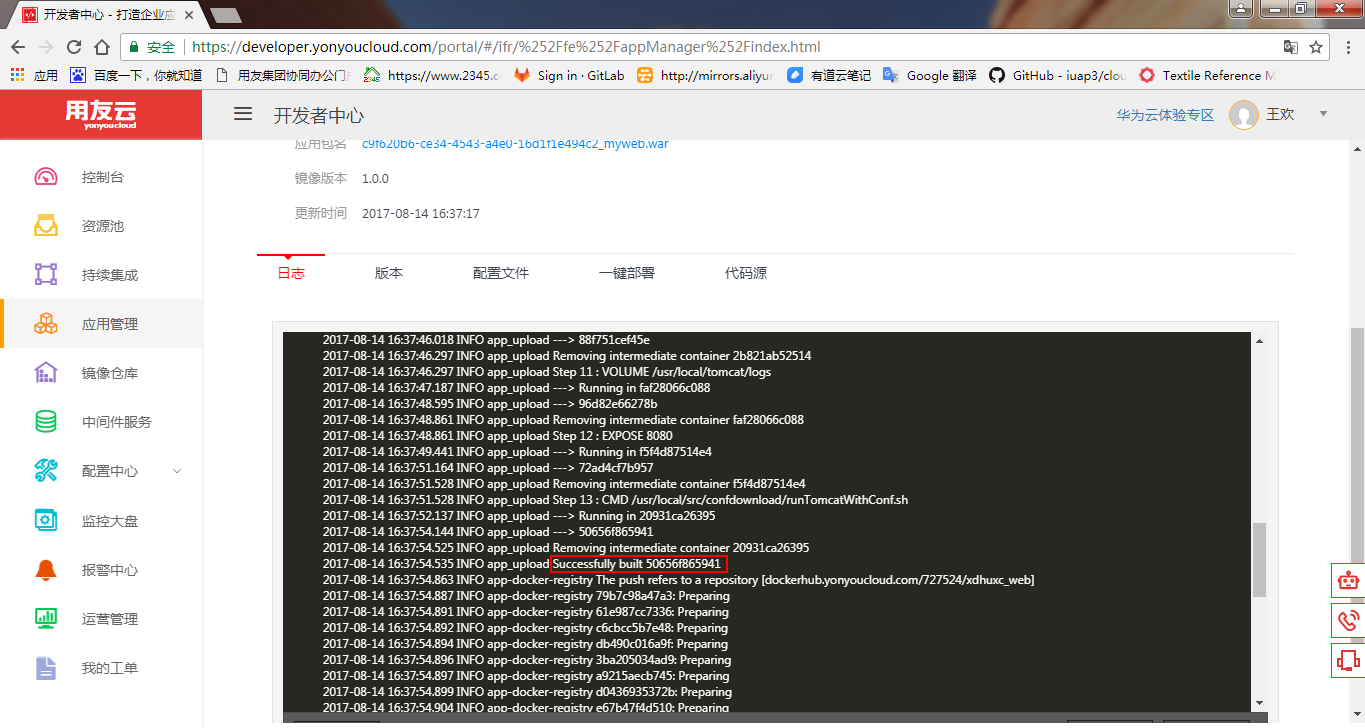 开发者中心 - 打造企业应
安全 https://developer.yonyoucloud.com/portal/#/ifr/%252Ffe%252FappManager%252Findex.html
应用 百度一下，你就知道 用友集团协同办公门户 https://www.2345.c Sign in · GitLab http://mirrors.aliyun 有道云笔记 Google 翻译 GitHub - iuap3/clou Textile Reference M
用友云
yonyoucloud
开发者中心
华为云体验专区 王欢
控制台
资源池
持续集成
应用管理
镜像仓库
中间件服务
配置中心
监控大盘
报警中心
运营管理
我的工单
应用包名 c9f620b6-ce34-4543-a4e0-16d1f1e494c2_myweb.war
镜像版本 1.0.0
更新时间 2017-08-14 16:37:17
日志 版本 配置文件 一键部署 代码源
2017-08-14 16:37:46.018 INFO app_upload ---> 88f751cef45e
2017-08-14 16:37:46.297 INFO app_upload Removing intermediate container 2b821ab52514
2017-08-14 16:37:46.297 INFO app_upload Step 11 : VOLUME /usr/local/tomcat/logs
2017-08-14 16:37:47.187 INFO app_upload ---> Running in faf28066c088
2017-08-14 16:37:48.595 INFO app_upload ---> 96d82e66278b
2017-08-14 16:37:48.861 INFO app_upload Removing intermediate container faf28066c088
2017-08-14 16:37:48.861 INFO app_upload Step 12 : EXPOSE 8080
2017-08-14 16:37:49.441 INFO app_upload ---> Running in f5f4d87514e4
2017-08-14 16:37:51.164 INFO app_upload ---> 72ad4cf7b957
2017-08-14 16:37:51.528 INFO app_upload Removing intermediate container f5f4d87514e4
2017-08-14 16:37:51.528 INFO app_upload Step 13 : CMD /usr/local/src/confdownload/runTomcatWithConf.sh
2017-08-14 16:37:52.137 INFO app_upload ---> Running in 20931ca26395
2017-08-14 16:37:54.144 INFO app_upload ---> 50656f865941
2017-08-14 16:37:54.525 INFO app_upload Removing intermediate container 20931ca26395
2017-08-14 16:37:54.535 INFO app_upload Successfully built 50656f865941
2017-08-14 16:37:54.863 INFO app-docker-registry The push refers to a repository [dockerhub.yonyoucloud.com/727524/xdhuxc_web]
2017-08-14 16:37:54.887 INFO app-docker-registry 79b7c98a47a3: Preparing
2017-08-14 16:37:54.891 INFO app-docker-registry 61e987cc7336: Preparing
2017-08-14 16:37:54.892 INFO app-docker-registry c6cbcc5b7e48: Preparing
2017-08-14 16:37:54.894 INFO app-docker-registry db490c016a9f: Preparing
2017-08-14 16:37:54.896 INFO app-docker-registry 3ba205034ad9: Preparing
2017-08-14 16:37:54.897 INFO app-docker-registry a9215aecb745: Preparing
2017-08-14 16:37:54.899 INFO app-docker-registry d0436935372b: Preparing
2017-08-14 16:37:54.904 INFO app-docker-registry e67b47f4d510: Preparing